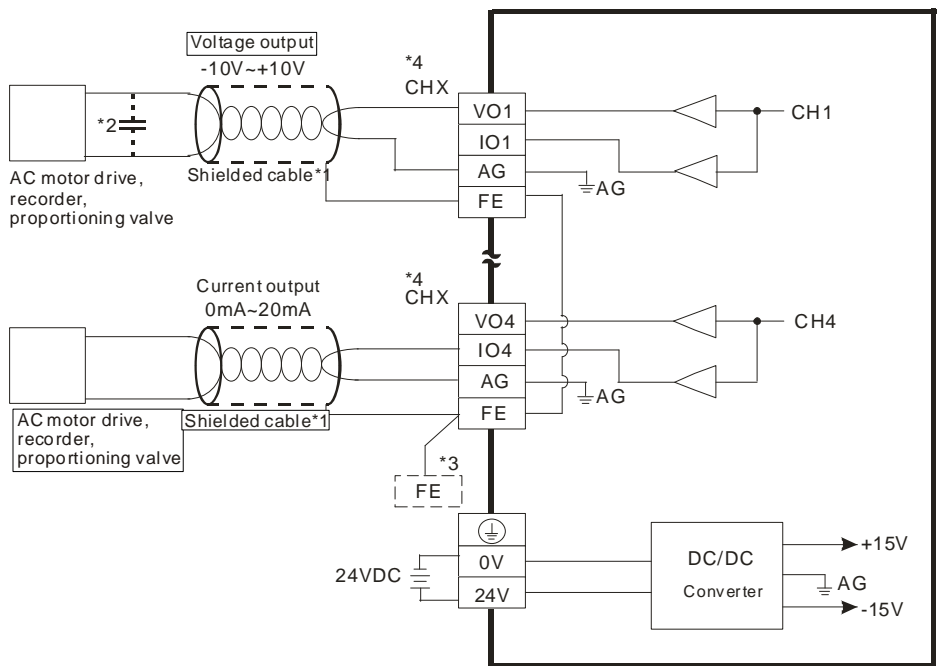 Voltage output
-10V~+10V
*2
AC motor drive,
recorder,
proportioning valve
Shielded cable*1
*4
CHX
VO1
IO1
AG
FE
AG
CH1
Current output
0mA~20mA
AC motor drive,
recorder,
proportioning valve
Shielded cable*1
*4
CHX
VO4
IO4
AG
FE
AG
CH4
*3
FE
24VDC
0V
24V
DC/DC
Converter
+15V
AG
-15V